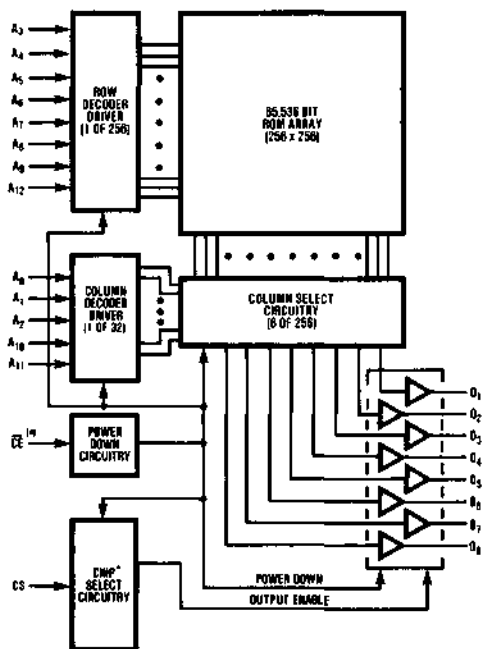 A3
A4
A5
A6
A7
A8
A9
A12
ROW
DECODER
DRIVER
(1 OF 256)
65,536 BIT
ROM ARRAY
(256 x 256)
A0
A1
A2
A10
A11
COLUMN
DECODER
DRIVER
(1 OF 32)
COLUMN SELECT
CIRCUITRY
(8 OF 256)
CE
POWER
DOWN
CIRCUITRY
CS
CHIP
SELECT
CIRCUITRY
O1
O2
O3
O4
O5
O6
O7
O8
POWER DOWN
OUTPUT ENABLE